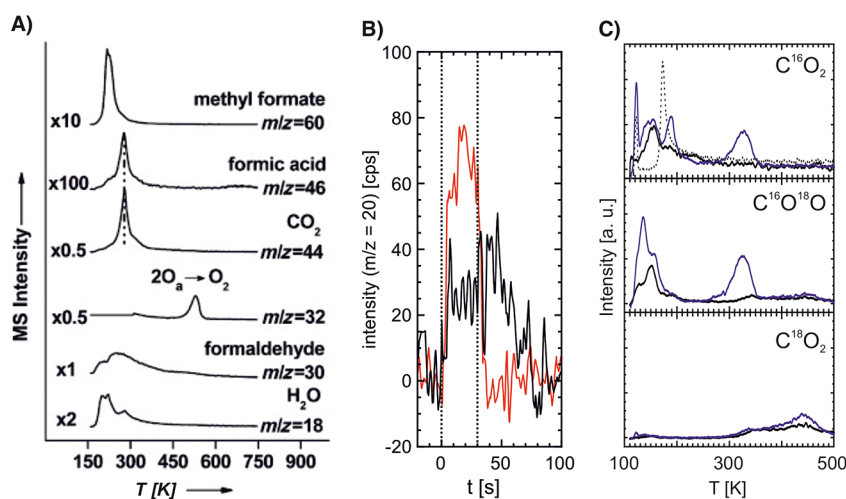 A)
MS Intensity
x10
methyl formate
m/z=60
x100
formic acid
m/z=46
x0.5
CO₂
m/z=44
2Oₐ → O₂
x0.5
m/z=32
x1
formaldehyde
m/z=30
x2
H₂O
m/z=18
150 300 450 600 750 900
T [K]
B)
intensity (m/z = 20) [cps]
100
80
60
40
20
0
-20
0 50 100
t [s]
C)
Intensity [a. u.]
C¹⁶O₂
C¹⁶O¹⁸O
C¹⁸O₂
100 200 300 400 500
T [K]